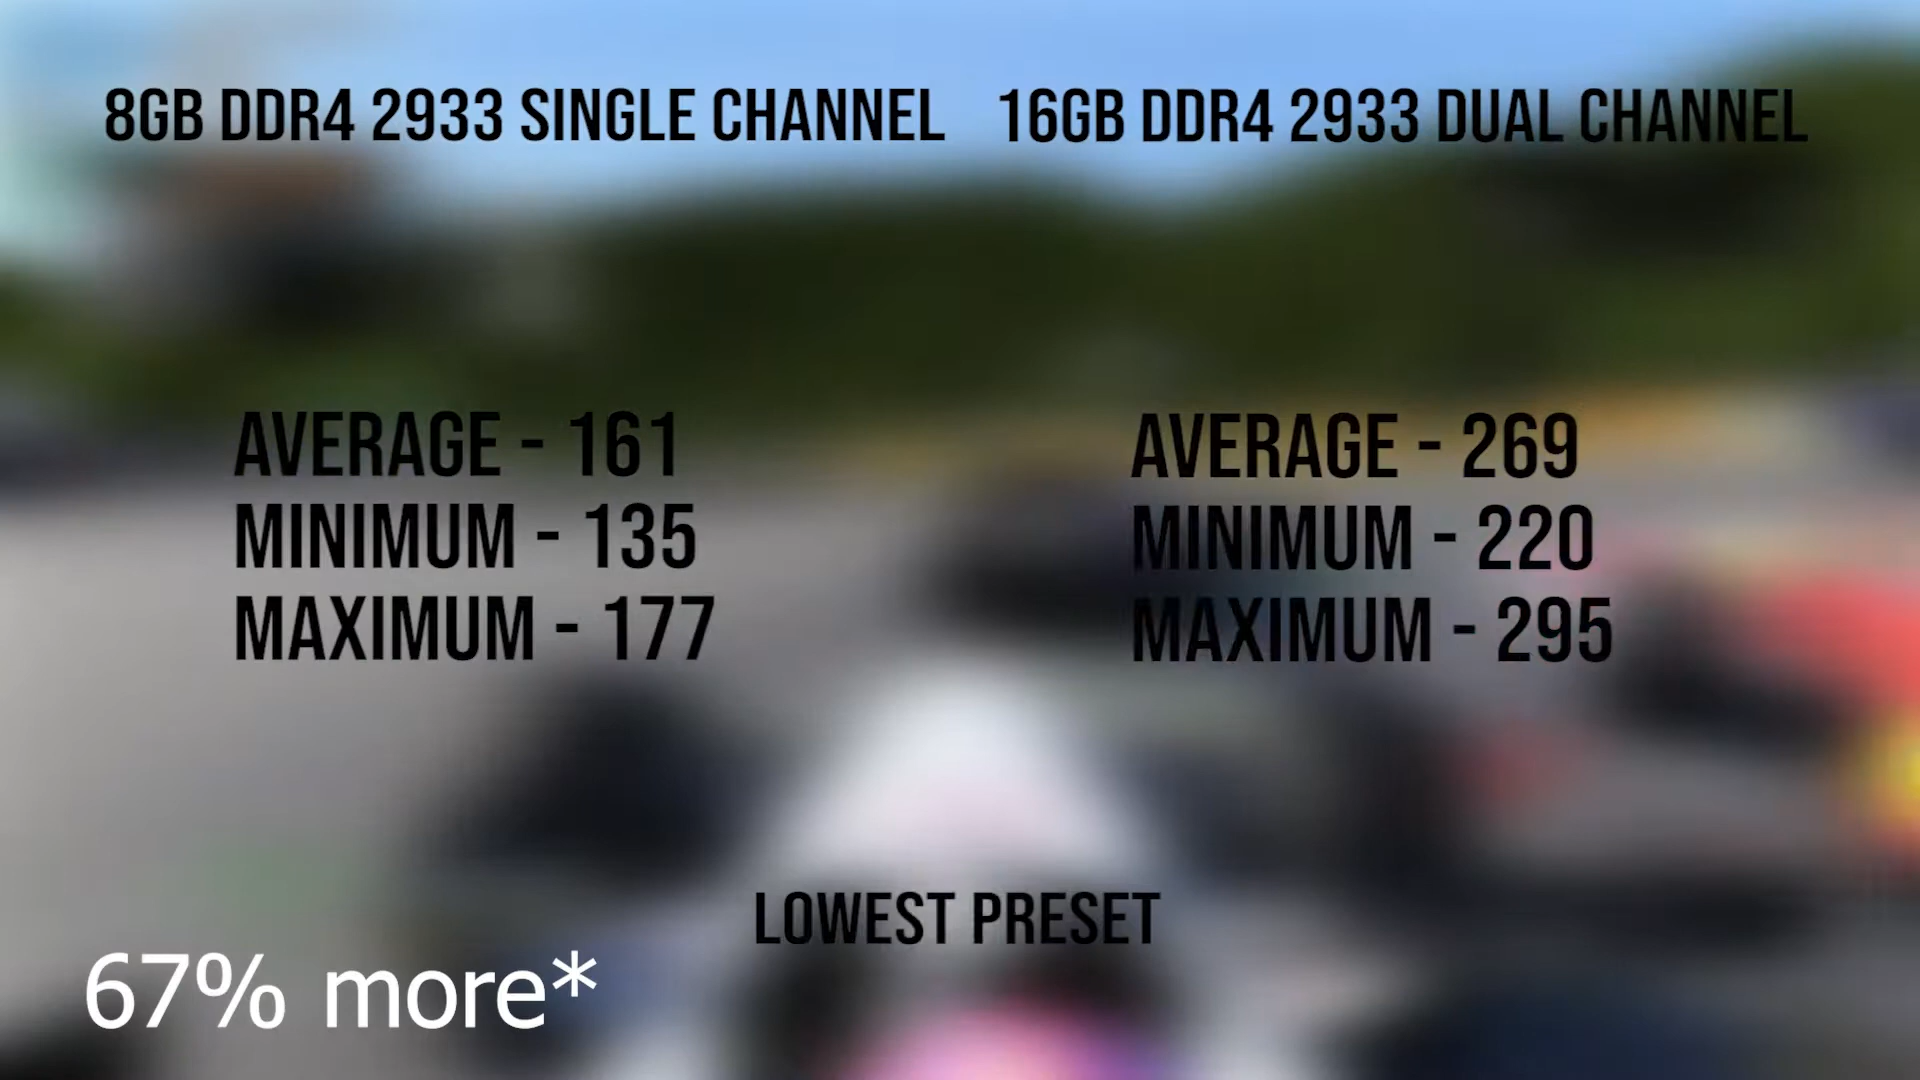 8GB DDR4 2933 SINGLE CHANNEL
16GB DDR4 2933 DUAL CHANNEL
AVERAGE - 161
MINIMUM - 135
MAXIMUM - 177
AVERAGE - 269
MINIMUM - 220
MAXIMUM - 295
LOWEST PRESET
67% more*